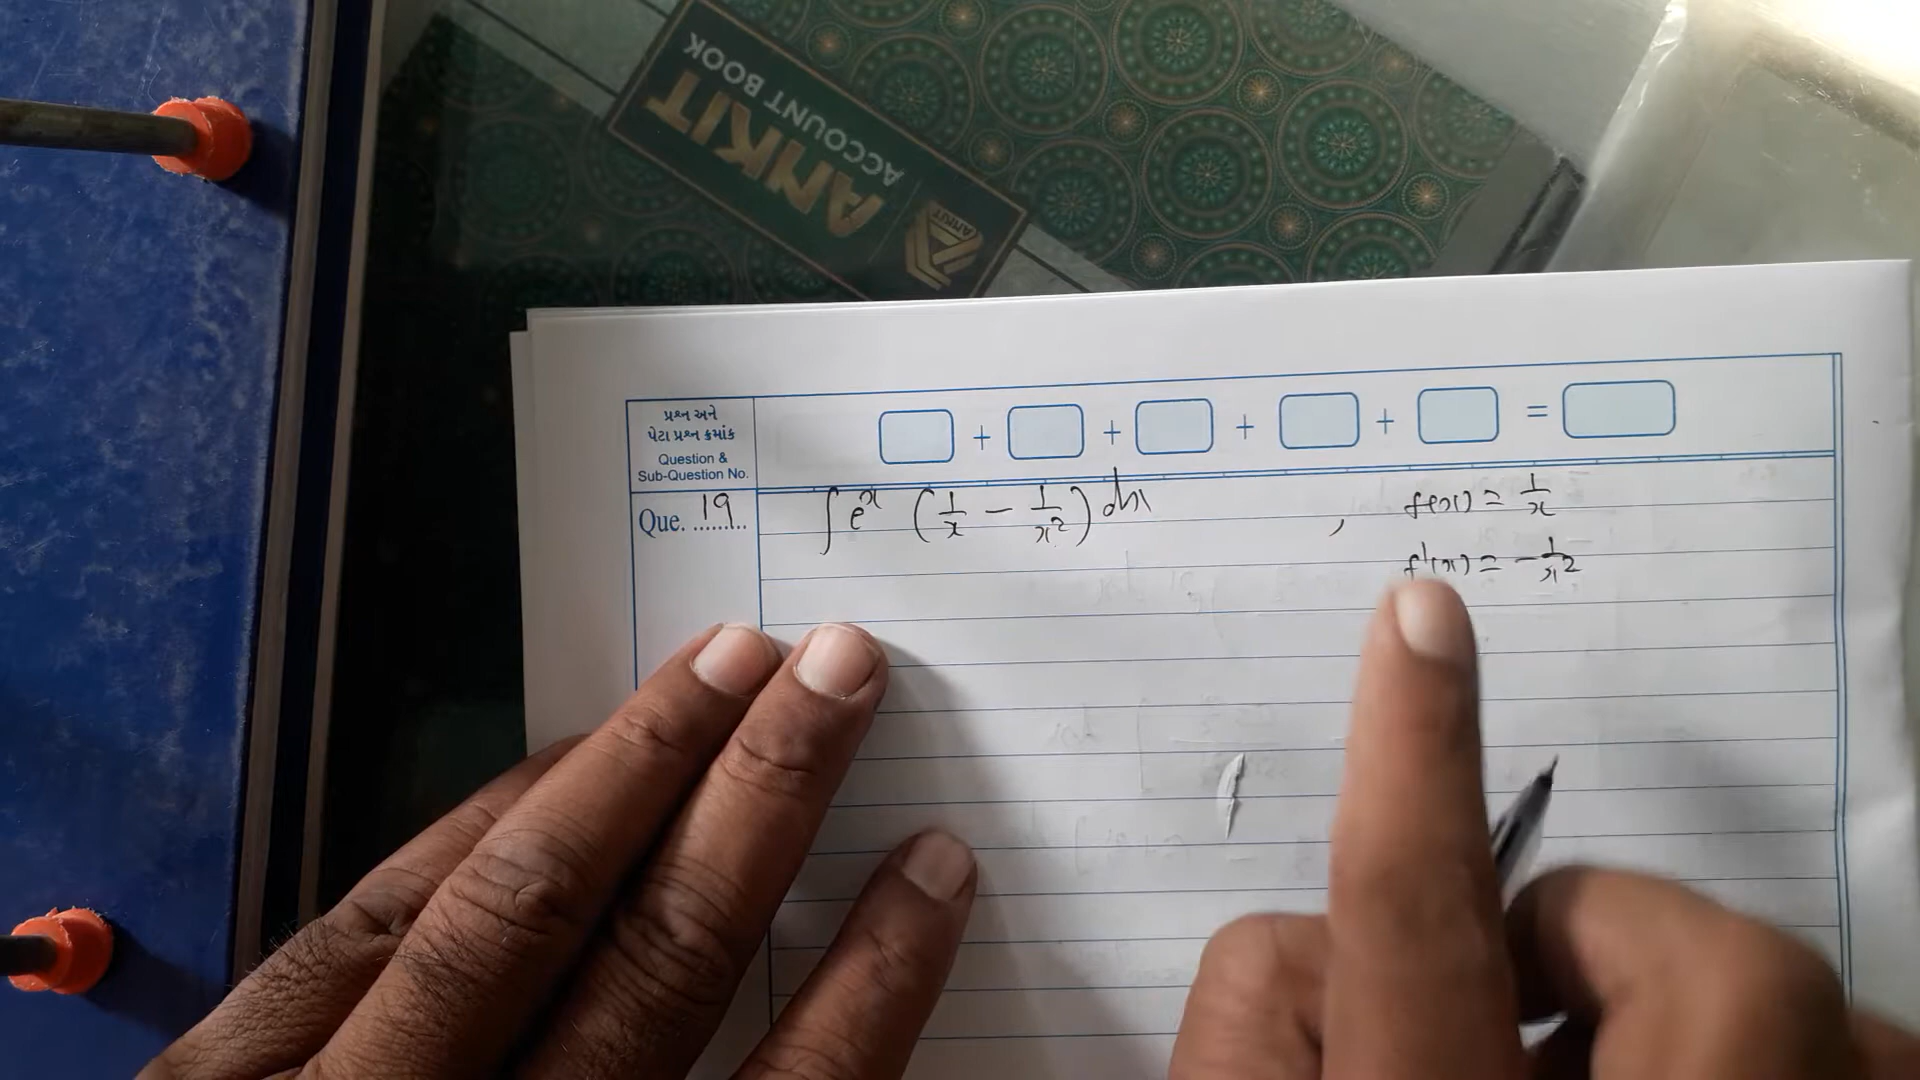 ANKIT
ACCOUNT BOOK
ANKIT
પ્રશ્ન અને
પેટા પ્રશ્ન ક્રમાંક
Question &
Sub-Question No.
+ + + + =
Que. 19
∫ e^x (1/x − 1/x²) dx , f(x) = 1/x
f'(x) = −1/x²